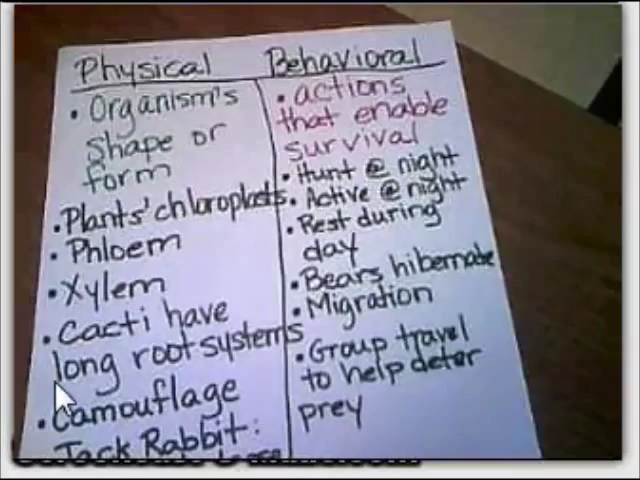 Physical
• Organism's
shape or
form
• Plants' chloroplasts
• Phloem
• Xylem
• Cacti have
long root systems
• Camouflage
Jack Rabbit:
Behavioral
• actions
that enable
survival
• Hunt @ night
• Active @ night
• Rest during
day
• Bears hibernate
• Migration
• Group travel
to help deter
prey